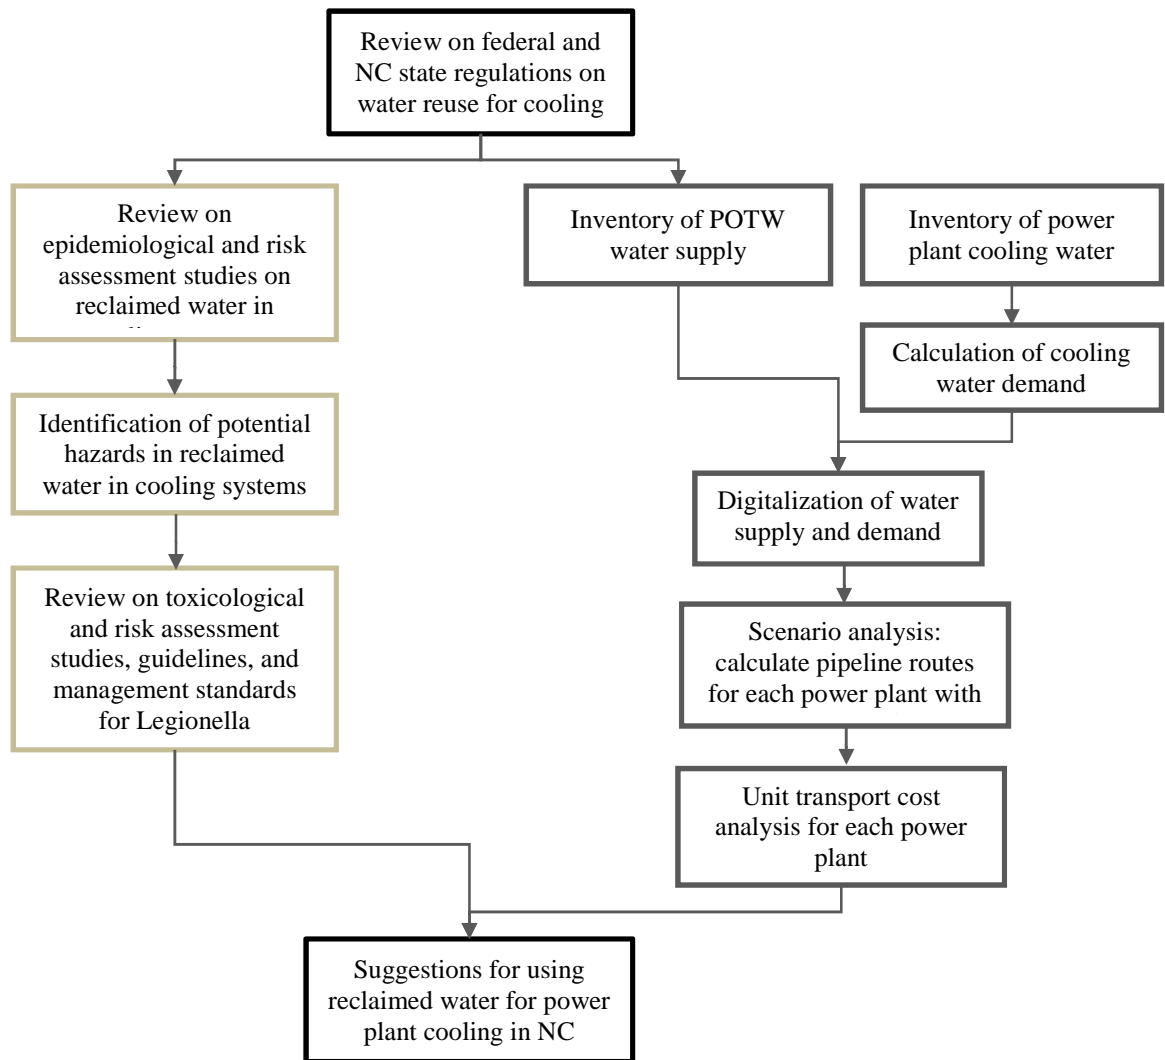 Review on federal and
NC state regulations on
water reuse for cooling
Review on
epidemiological and risk
assessment studies on
reclaimed water in
Inventory of POTW
water supply
Inventory of power
plant cooling water
Calculation of cooling
water demand
Identification of potential
hazards in reclaimed
water in cooling systems
Digitalization of water
supply and demand
Review on toxicological
and risk assessment
studies, guidelines, and
management standards
for Legionella
Scenario analysis:
calculate pipeline routes
for each power plant with
Unit transport cost
analysis for each power
plant
Suggestions for using
reclaimed water for power
plant cooling in NC